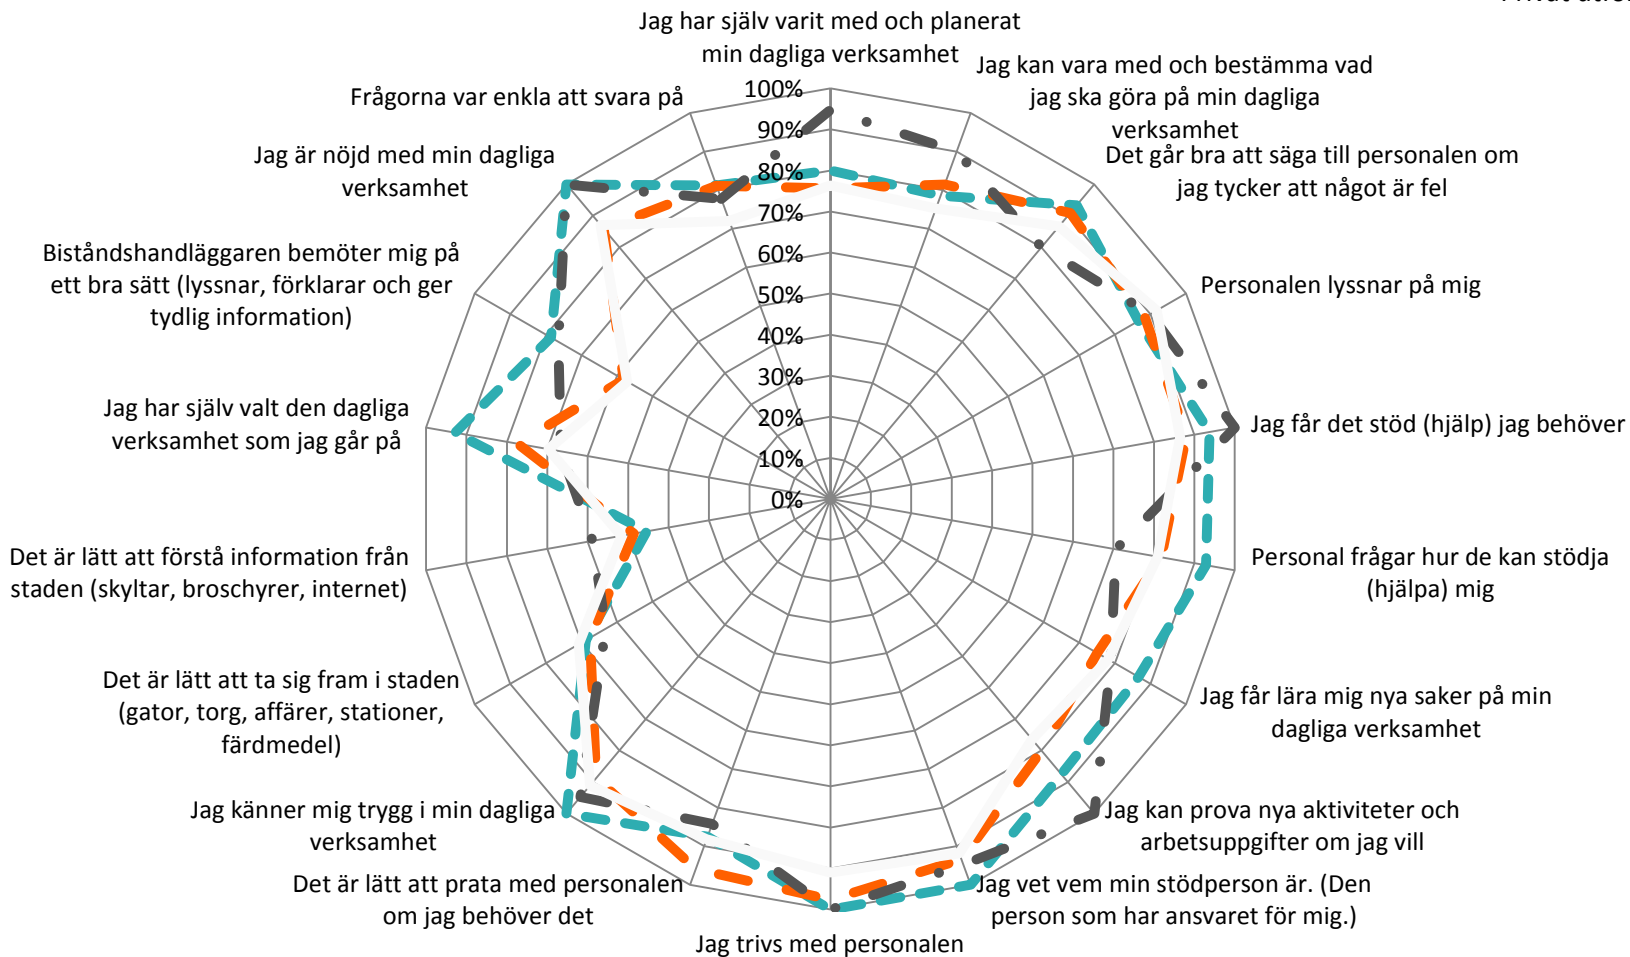 Privat
Jag har själv varit med och planerat
min dagliga verksamhet
Jag kan vara med och bestämma vad
jag ska göra på min dagliga
verksamhet
Det går bra att säga till personalen om
jag tycker att något är fel
Personalen lyssnar på mig
Jag får det stöd (hjälp) jag behöver
Personal frågar hur de kan stödja
(hjälpa) mig
Jag får lära mig nya saker på min
dagliga verksamhet
Jag kan prova nya aktiviteter och
arbetsuppgifter om jag vill
Jag vet vem min stödperson är. (Den
person som har ansvaret för mig.)
Jag trivs med personalen
Det är lätt att prata med personalen
om jag behöver det
Jag känner mig trygg i min dagliga
verksamhet
Det är lätt att ta sig fram i staden
(gator, torg, affärer, stationer,
färdmedel)
Det är lätt att förstå information från
staden (skyltar, broschyrer, internet)
Jag har själv valt den dagliga
verksamhet som jag går på
Biståndshandläggaren bemöter mig på
ett bra sätt (lyssnar, förklarar och ger
tydlig information)
Jag är nöjd med min dagliga
verksamhet
Frågorna var enkla att svara på
100%
90%
80%
70%
60%
50%
40%
30%
20%
10%
0%